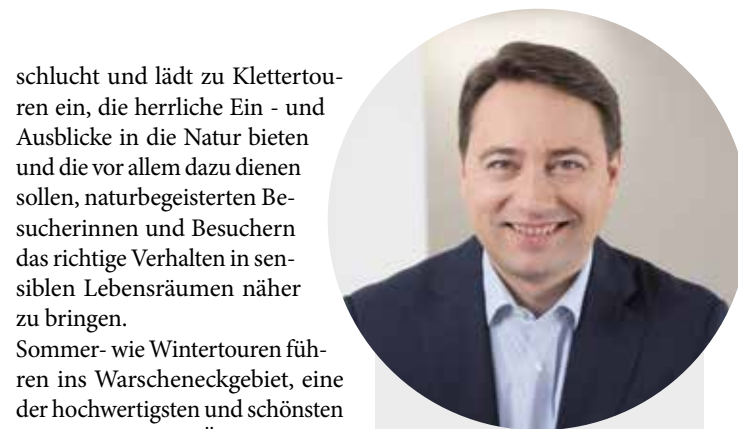 schlucht und lädt zu Klettertou-
ren ein, die herrliche Ein - und
Ausblicke in die Natur bieten
und die vor allem dazu dienen
sollen, naturbegeisterten Be-
sucherinnen und Besuchern
das richtige Verhalten in sen-
siblen Lebensräumen näher
zu bringen.
Sommer- wie Wintertouren füh-
ren ins Warscheneckgebiet, eine
der hochwertigsten und schönsten